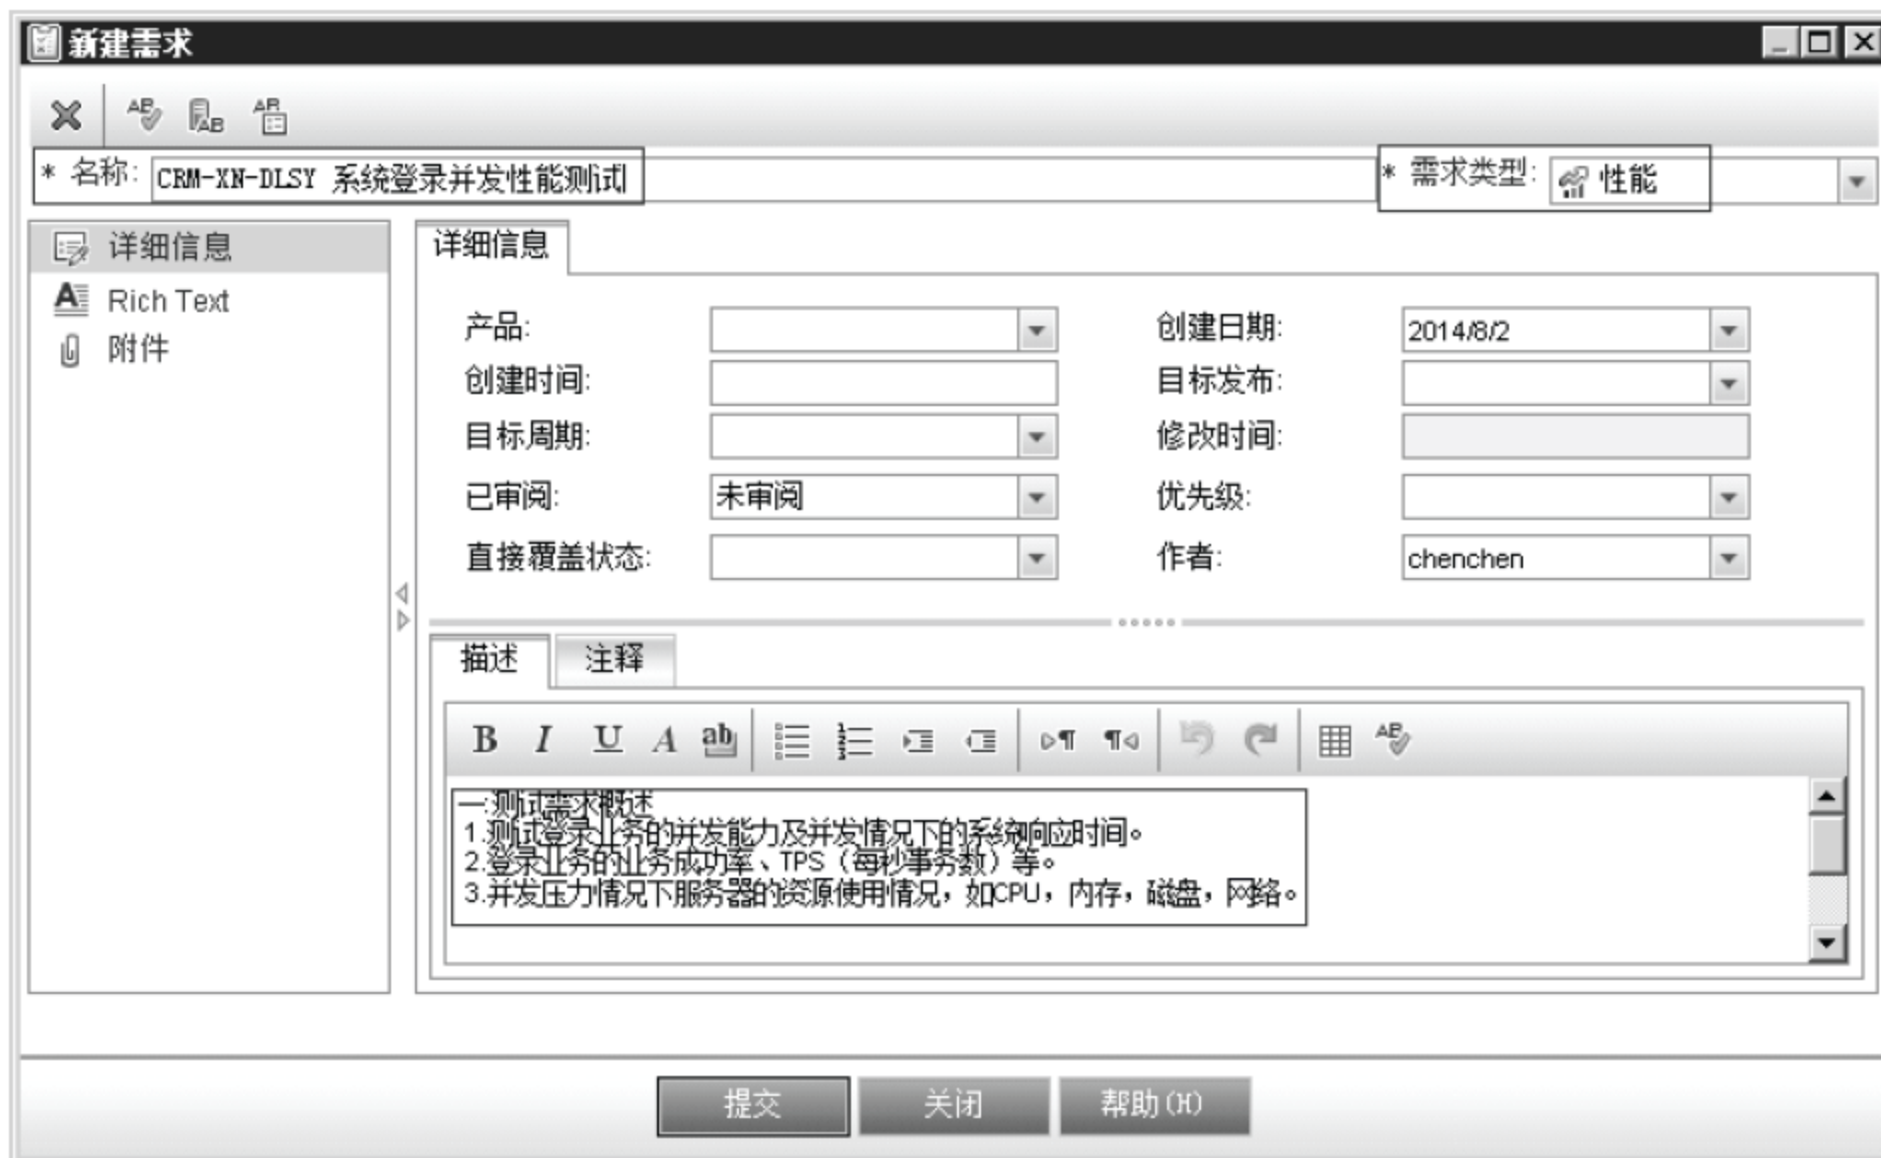 新建需求
* 名称: CRM-XN-DLSY 系统登录并发性能测试 * 需求类型: 性能
详细信息
Rich Text
附件
详细信息
产品: 创建日期: 2014/8/2
创建时间: 目标发布:
目标周期: 修改时间:
已审阅: 未审阅 优先级:
直接覆盖状态: 作者: chenchen
描述 注释
一:测试需求概述
1.测试登录业务的并发能力及并发情况下的系统响应时间。
2.登录业务的业务成功率、TPS（每秒事务数）等。
3.并发压力情况下服务器的资源使用情况，如CPU，内存，磁盘，网络。
提交 关闭 帮助(H)